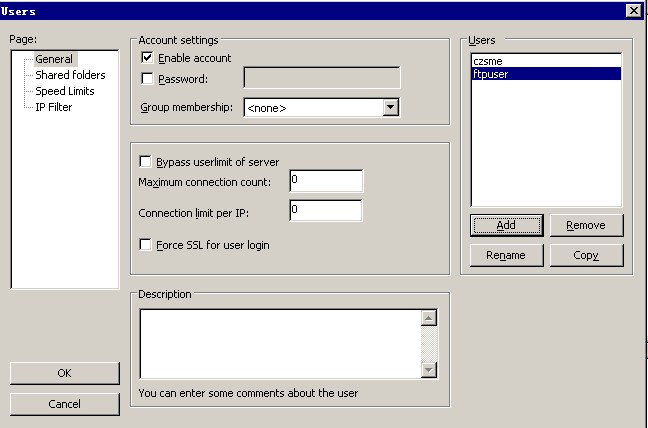 Users
Page:
General
Shared folders
Speed Limits
IP Filter
OK
Cancel
Account settings
Enable account
Password:
Group membership:
<none>
Bypass userlimit of server
Maximum connection count:
0
Connection limit per IP:
0
Force SSL for user login
Description
You can enter some comments about the user
Users
czsme
ftpuser
Add
Remove
Rename
Copy